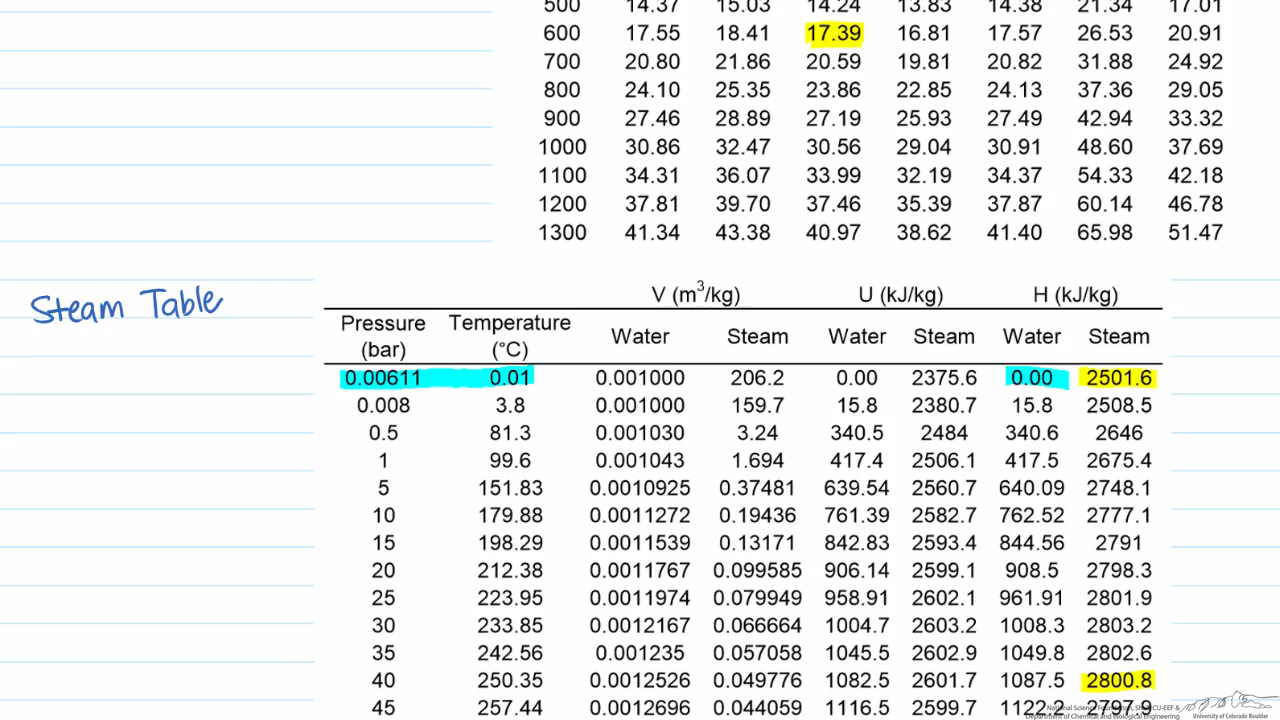 500 14.37 15.03 14.24 13.83 14.38 21.34 17.01
600 17.55 18.41 17.39 16.81 17.57 26.53 20.91
700 20.80 21.86 20.59 19.81 20.82 31.88 24.92
800 24.10 25.35 23.86 22.85 24.13 37.36 29.05
900 27.46 28.89 27.19 25.93 27.49 42.94 33.32
1000 30.86 32.47 30.56 29.04 30.91 48.60 37.69
1100 34.31 36.07 33.99 32.19 34.37 54.33 42.18
1200 37.81 39.70 37.46 35.39 37.87 60.14 46.78
1300 41.34 43.38 40.97 38.62 41.40 65.98 51.47
Steam Table
V (m³/kg) U (kJ/kg) H (kJ/kg)
Pressure (bar) Temperature (°C) Water Steam Water Steam Water Steam
0.00611 0.01 0.001000 206.2 0.00 2375.6 0.00 2501.6
0.008 3.8 0.001000 159.7 15.8 2380.7 15.8 2508.5
0.5 81.3 0.001030 3.24 340.5 2484 340.6 2646
1 99.6 0.001043 1.694 417.4 2506.1 417.5 2675.4
5 151.83 0.0010925 0.37481 639.54 2560.7 640.09 2748.1
10 179.88 0.0011272 0.19436 761.39 2582.7 762.52 2777.1
15 198.29 0.0011539 0.13171 842.83 2593.4 844.56 2791
20 212.38 0.0011767 0.099585 906.14 2599.1 908.5 2798.3
25 223.95 0.0011974 0.079949 958.91 2602.1 961.91 2801.9
30 233.85 0.0012167 0.066664 1004.7 2603.2 1008.3 2803.2
35 242.56 0.001235 0.057058 1045.5 2602.9 1049.8 2802.6
40 250.35 0.0012526 0.049776 1082.5 2601.7 1087.5 2800.8
45 257.44 0.0012696 0.044059 1116.5 2599.7 1122.2 2797.9
National Science Foundation, CU-EEF &
Department of Chemical and Biological Engineering
University of Colorado Boulder